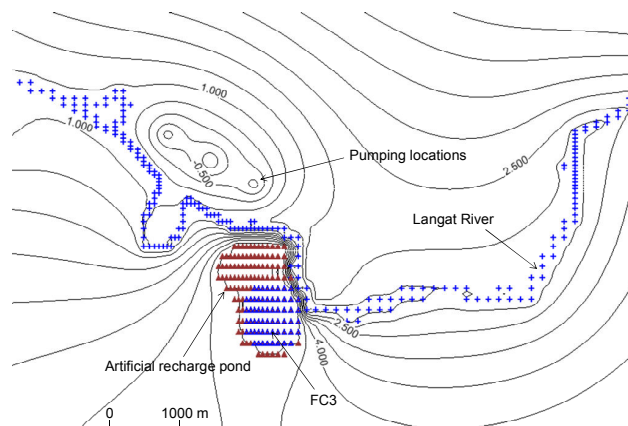 1.000
1.000
-0.500
Pumping locations
2.500
Langat River
2.500
4.000
Artificial recharge pond
FC3
0 1000 m